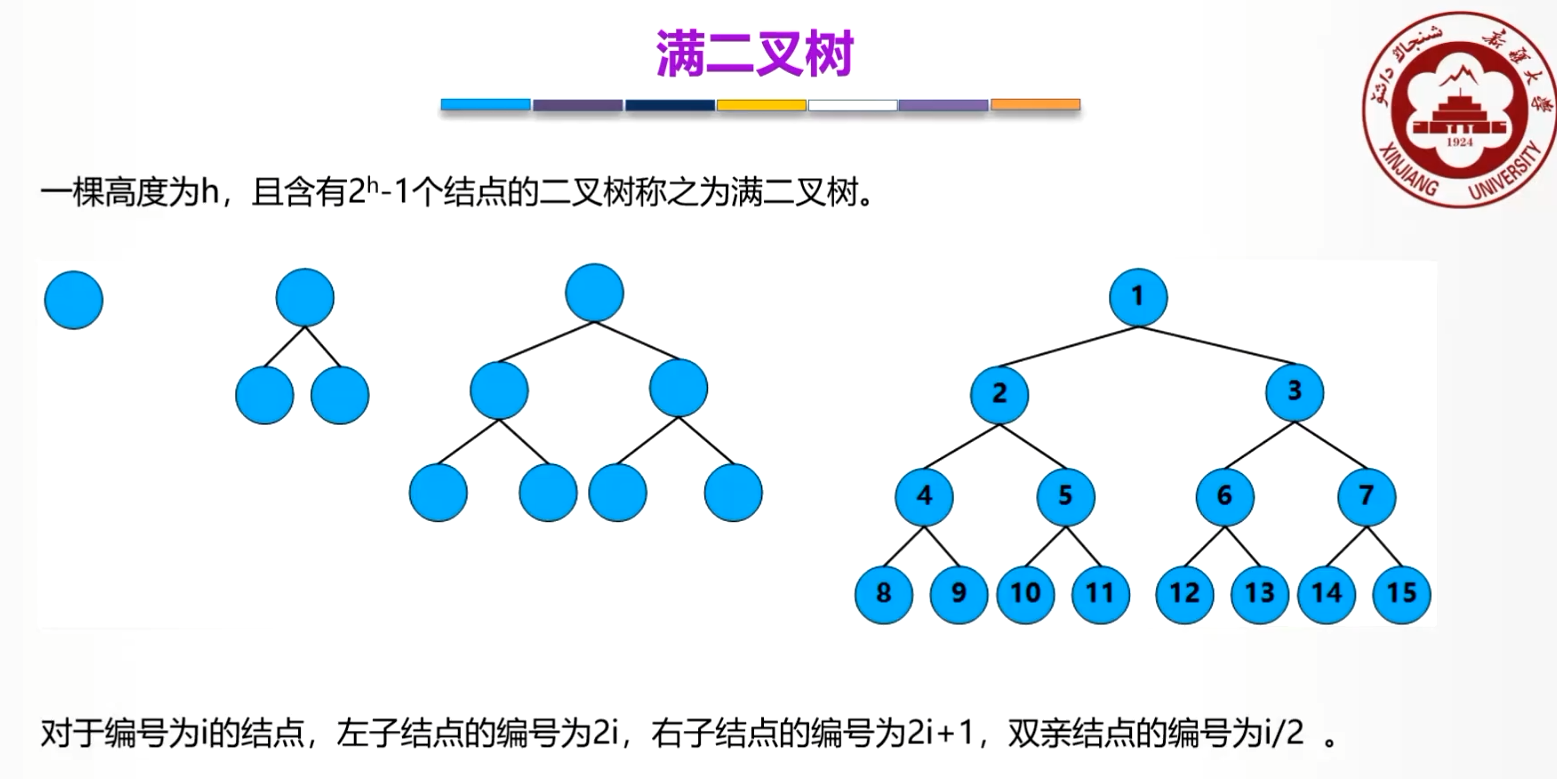 满二叉树
新疆大学
XINJIANG UNIVERSITY
1924
一棵高度为h，且含有2ʰ-1个结点的二叉树称之为满二叉树。
1
2 3
4 5 6 7
8 9 10 11 12 13 14 15
对于编号为i的结点，左子结点的编号为2i，右子结点的编号为2i+1，双亲结点的编号为i/2 。